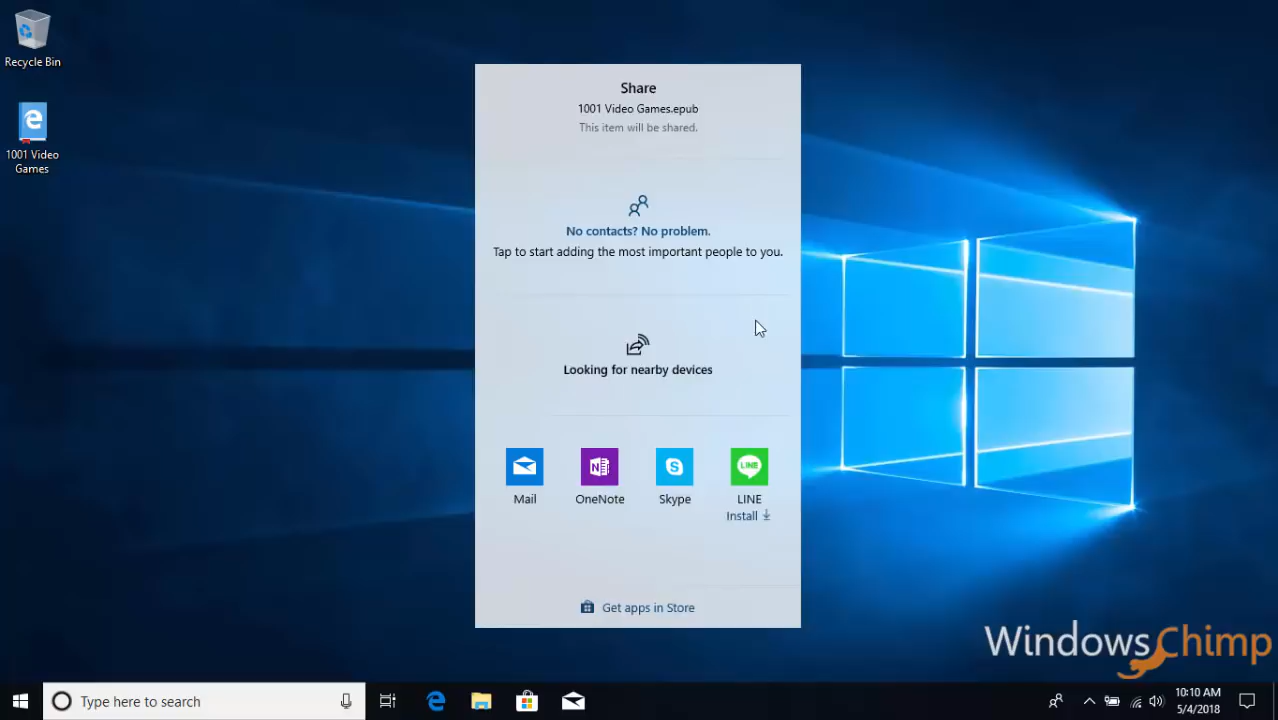 Recycle Bin
1001 Video
Games
Share
1001 Video Games.epub
This item will be shared.
No contacts? No problem.
Tap to start adding the most important people to you.
Looking for nearby devices
Mail
OneNote
Skype
LINE
LINE
Install
Get apps in Store
WindowsChimp
Type here to search
10:10 AM
5/4/2018